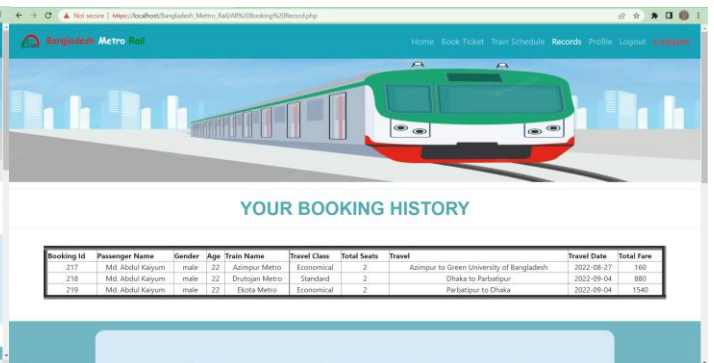 Not secure | https://localhost/Bangladesh_Mettro_Rail/All%20Booking%20Record.php
Bangladesh Metro Rail
Home Book Ticket Train Schedule Records Profile Logout
YOUR BOOKING HISTORY
Booking Id Passenger Name Gender Age Train Name Travel Class Total Seats Travel Travel Date Total Fare
217 Md. Abdul Kaiyum male 22 Azimpur Metro Economical 2 Azimpur to Green University of Bangladesh 2022-08-27 160
218 Md. Abdul Kaiyum male 22 Drutojan Metro Standard 2 Dhaka to Parbatipur 2022-09-04 880
219 Md. Abdul Kaiyum male 22 Ekota Metro Economical 2 Parbatipur to Dhaka 2022-09-04 1540